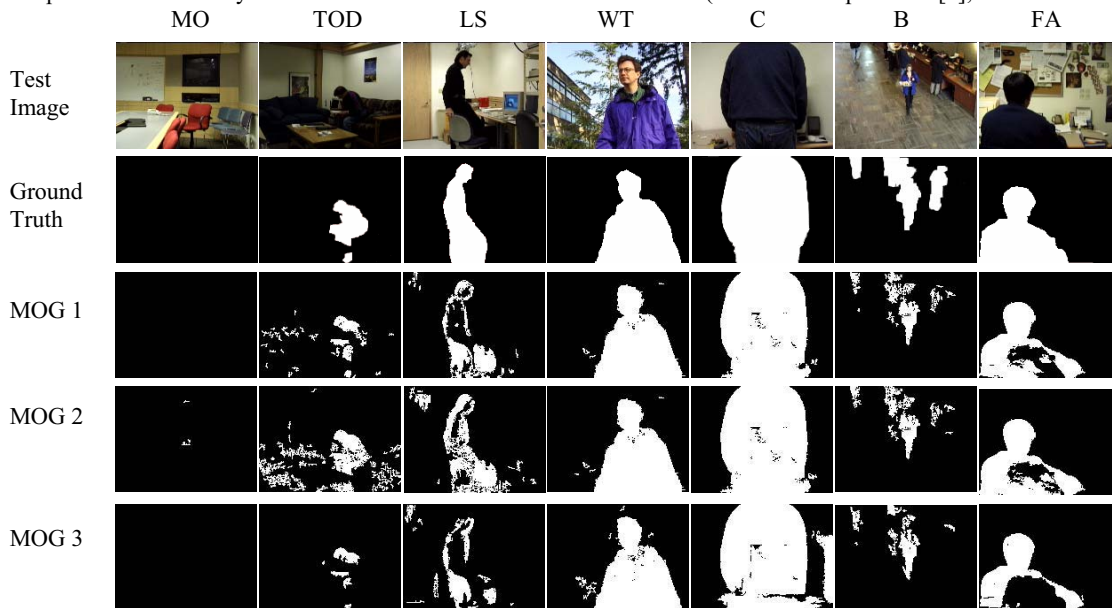 MO TOD LS WT C B FA
Test
Image
Ground
Truth
MOG 1
MOG 2
MOG 3